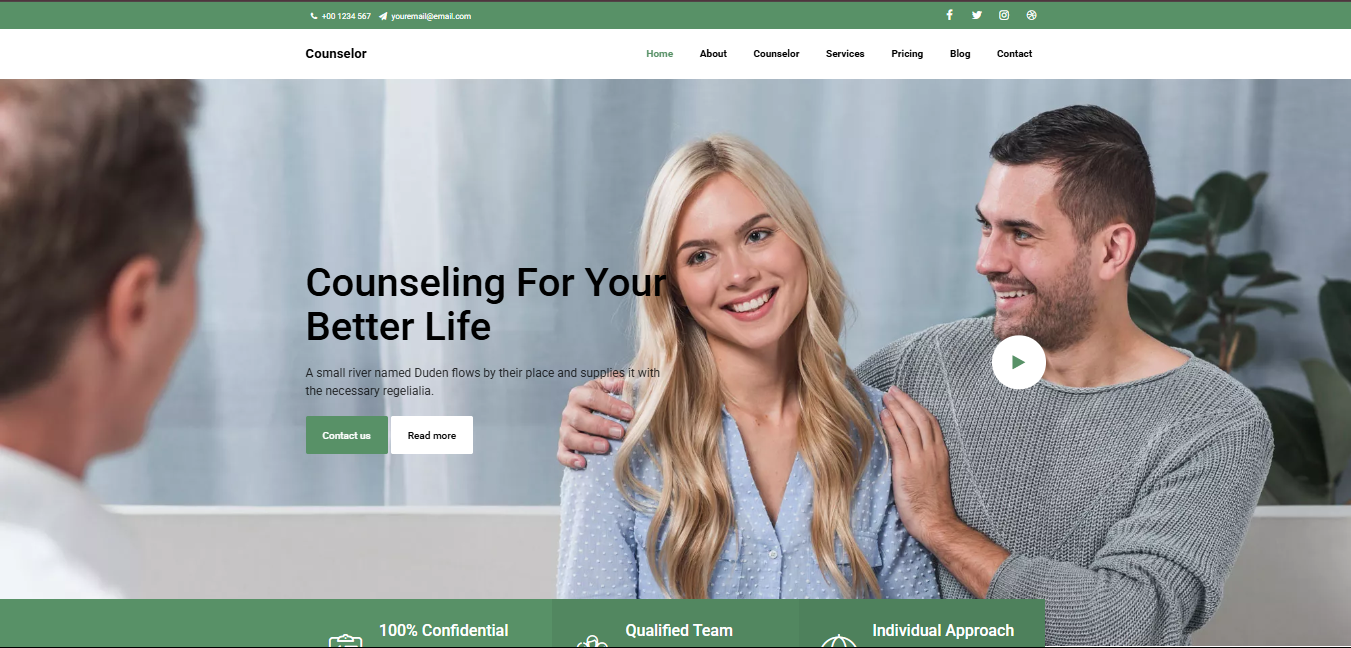 +00 1234 567 youremail@email.com
Counselor
Home About Counselor Services Pricing Blog Contact
Counseling For Your
Better Life
A small river named Duden flows by their place and supplies it with
the necessary regelialia.
Contact us Read more
100% Confidential Qualified Team Individual Approach